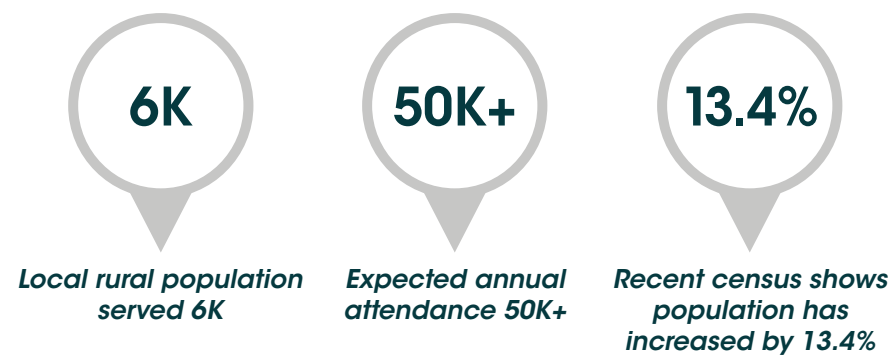 6K
50K+
13.4%
Local rural population
served 6K
Expected annual
attendance 50K+
Recent census shows
population has
increased by 13.4%